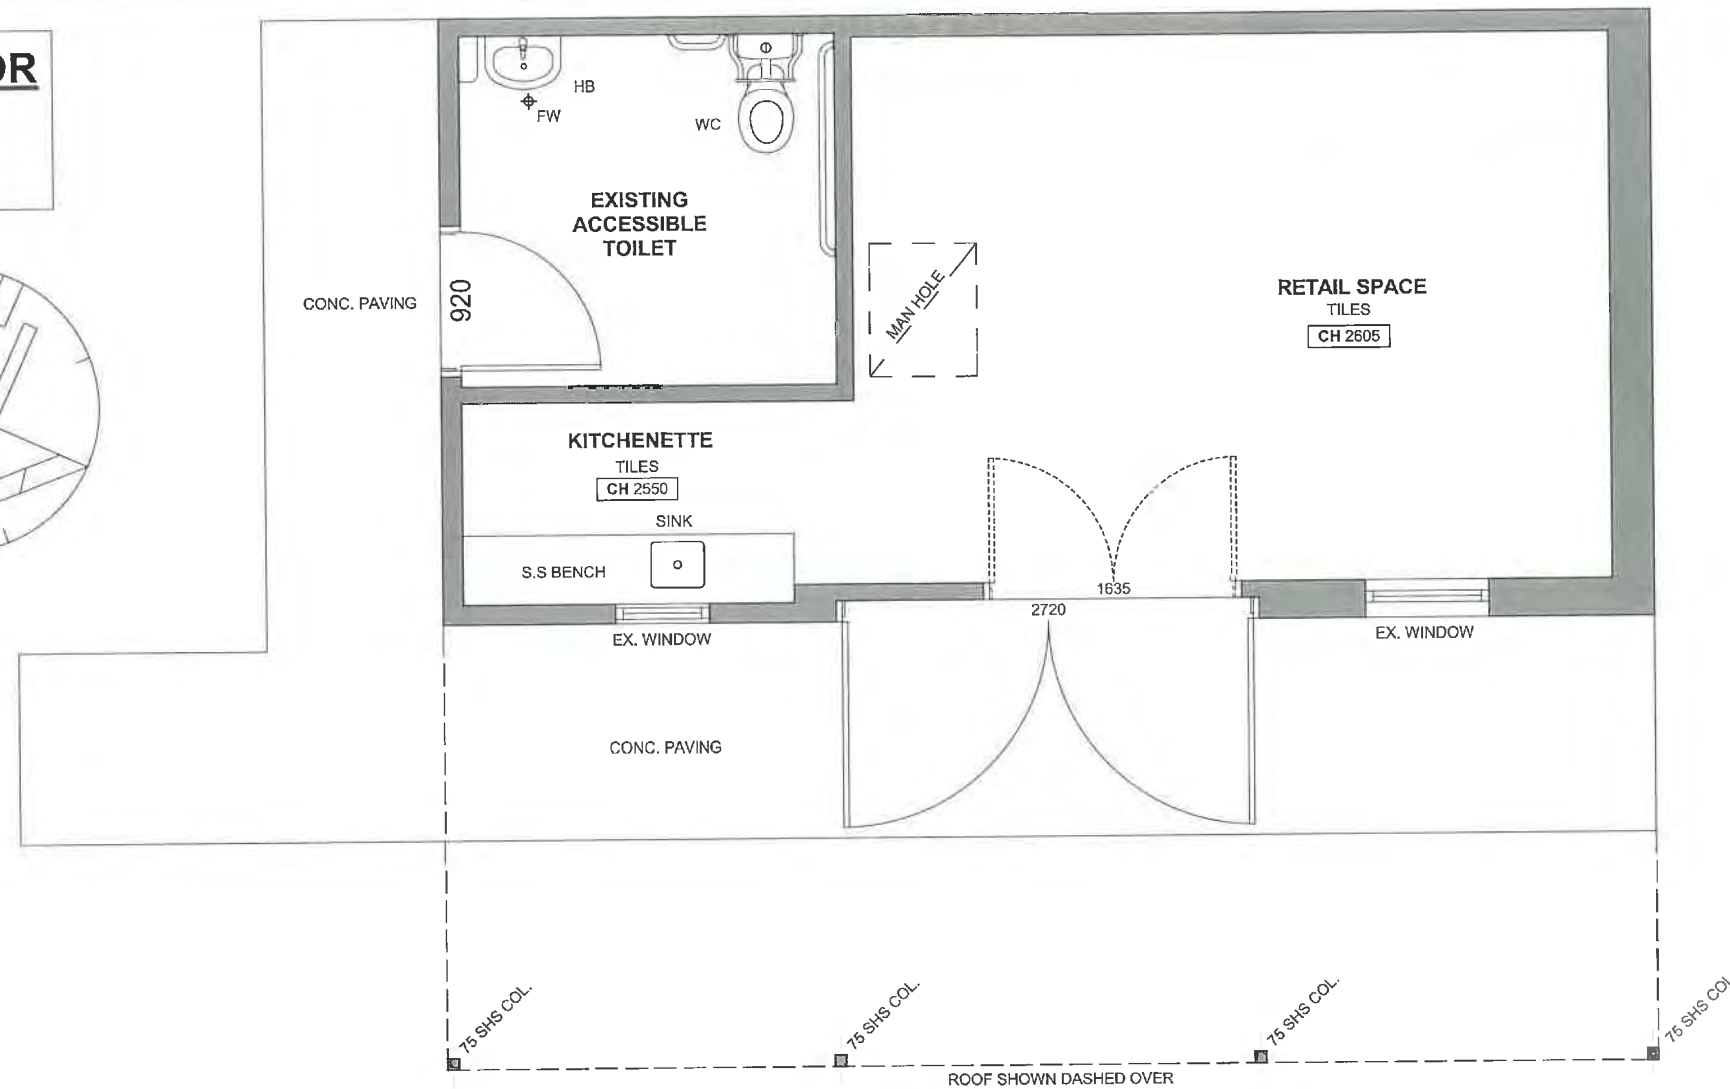 OR
HB
FW
WC
EXISTING
ACCESSIBLE
TOILET
920
CONC. PAVING
MAN HOLE
RETAIL SPACE
TILES
CH 2605
KITCHENETTE
TILES
CH 2550
SINK
S.S BENCH
1635
2720
EX. WINDOW
EX. WINDOW
CONC. PAVING
75 SHS COL.
75 SHS COL.
75 SHS COL.
75 SHS COL
ROOF SHOWN DASHED OVER